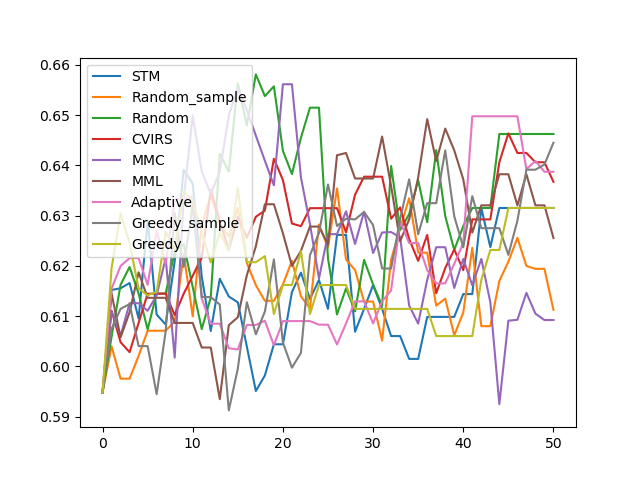 0.66
0.65
0.64
0.63
0.62
0.61
0.60
0.59
STM
Random_sample
Random
CVIRS
MMC
MML
Adaptive
Greedy_sample
Greedy
0 10 20 30 40 50